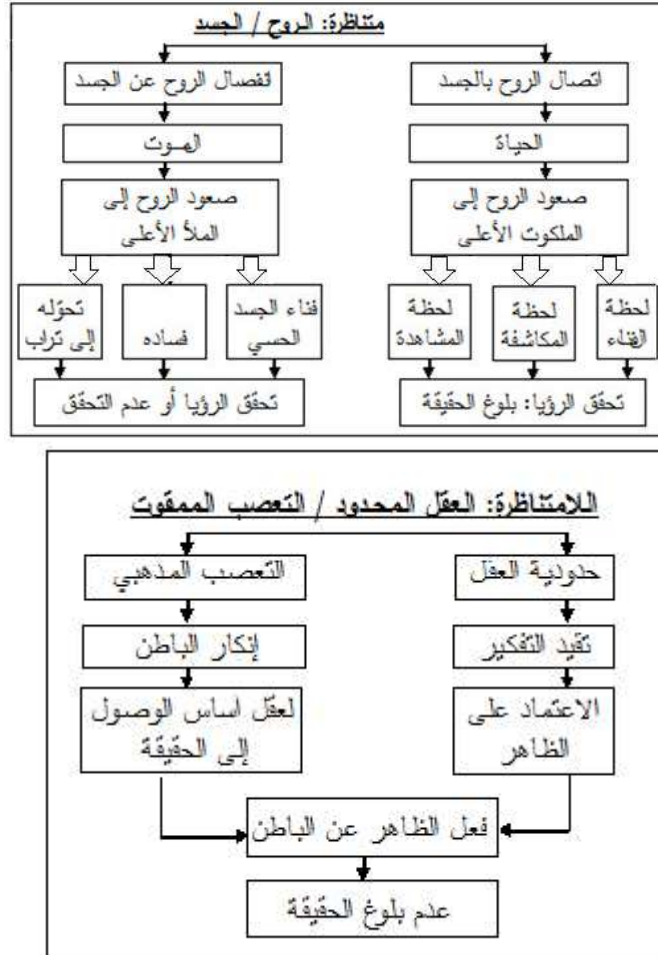 متناظرة: الروح / الجسد
اتصال الروح بالجسد
انفصال الروح عن الجسد
الحياة
الموت
صعود الروح إلى
الملكوت الأعلى
صعود الروح إلى
الملأ الأعلى
لحظة
الفناء
لحظة
المكاشفة
لحظة
المشاهدة
فناء الجسد
الحسي
فساده
تحوّله
إلى تراب
تحقق الرؤيا: بلوغ الحقيقة
تحقق الرؤيا أو عدم التحقق
اللامتناظرة: العقل المحدود / التعصب الممقوت
حدودية العقل
التعصب المذهبي
تقيد التفكير
إنكار الباطن
الاعتماد على
الظاهر
لعقل اساس الوصول
إلى الحقيقة
فعل الظاهر عن الباطن
عدم بلوغ الحقيقة